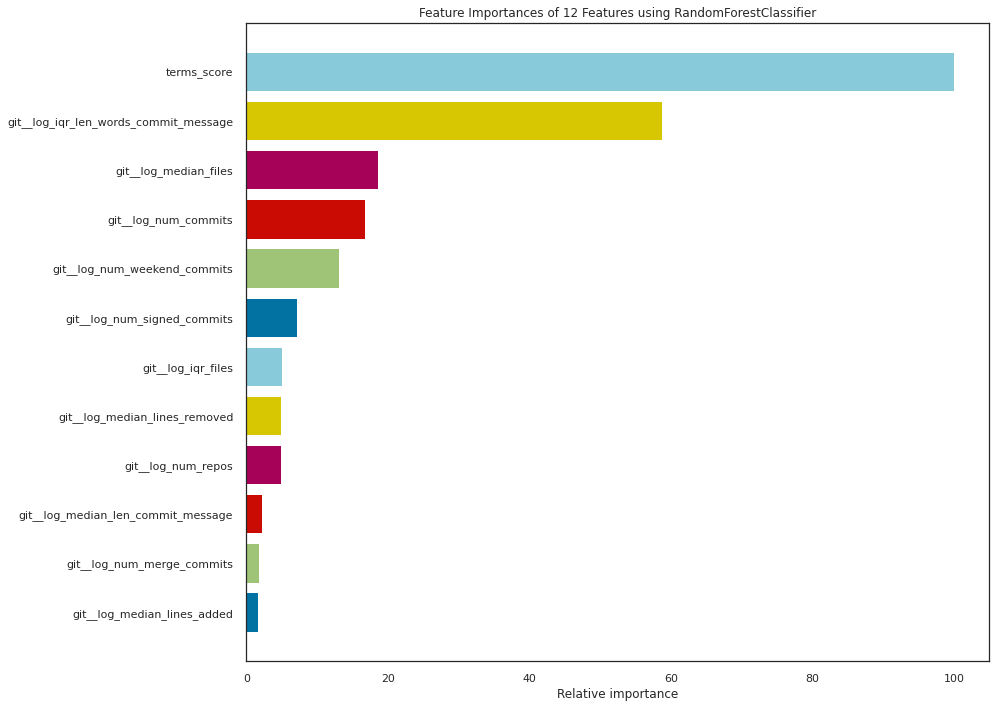 Feature Importances of 12 Features using RandomForestClassifier
terms_score
git__log_iqr_len_words_commit_message
git__log_median_files
git__log_num_commits
git__log_num_weekend_commits
git__log_num_signed_commits
git__log_iqr_files
git__log_median_lines_removed
git__log_num_repos
git__log_median_len_commit_message
git__log_num_merge_commits
git__log_median_lines_added
0 20 40 60 80 100
Relative importance